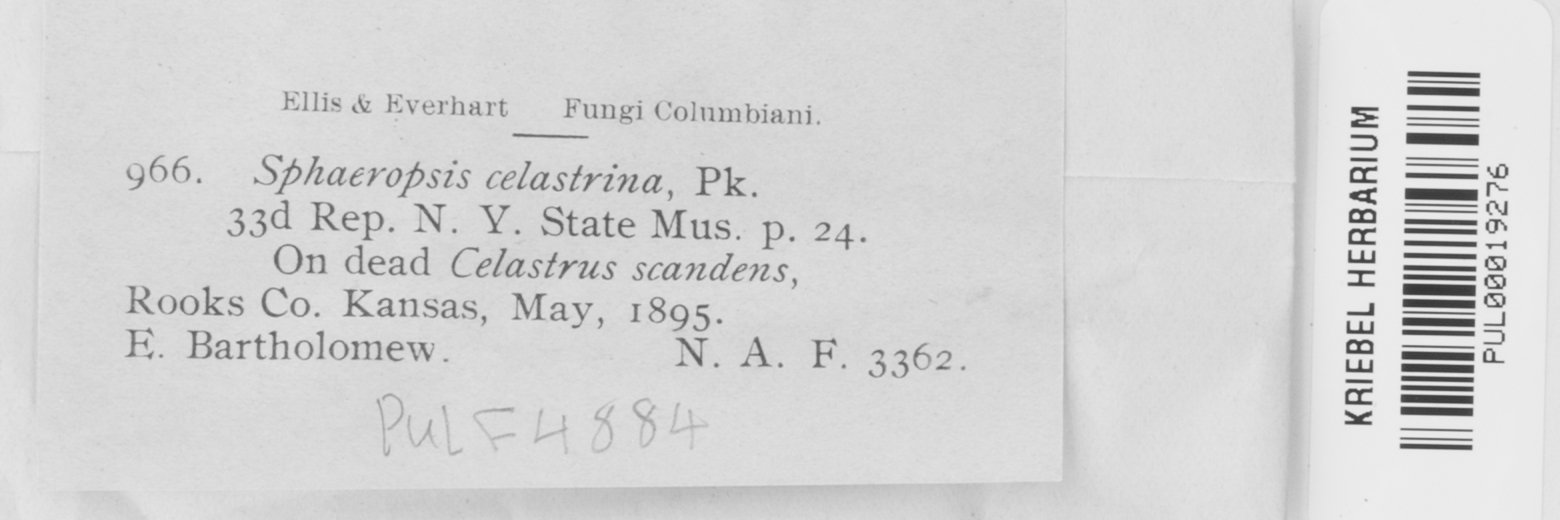 Ellis & Everhart Fungi Columbiani.
966. Sphaeropsis celastrina, Pk.
33d Rep. N. Y. State Mus. p. 24.
On dead Celastrus scandens,
Rooks Co. Kansas, May, 1895.
E. Bartholomew. N. A. F. 3362.
PUL F4884
KRIEBEL HERBARIUM
PUL00019276